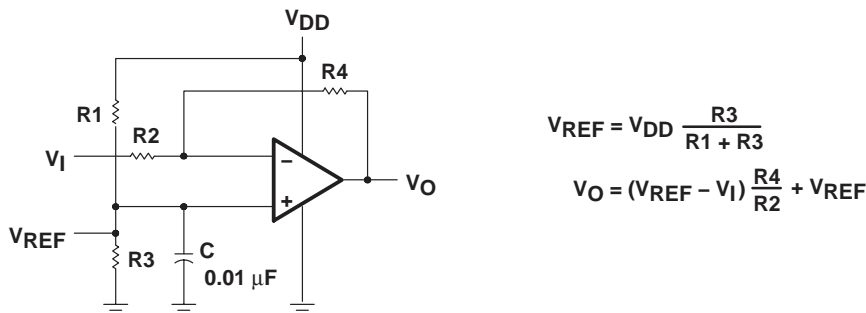 VDD
R4
R1
R2
VI
−
+
VO
VREF
R3
C
0.01 μF
VREF = VDD R3 / (R1 + R3)
VO = (VREF − VI) R4 / R2 + VREF